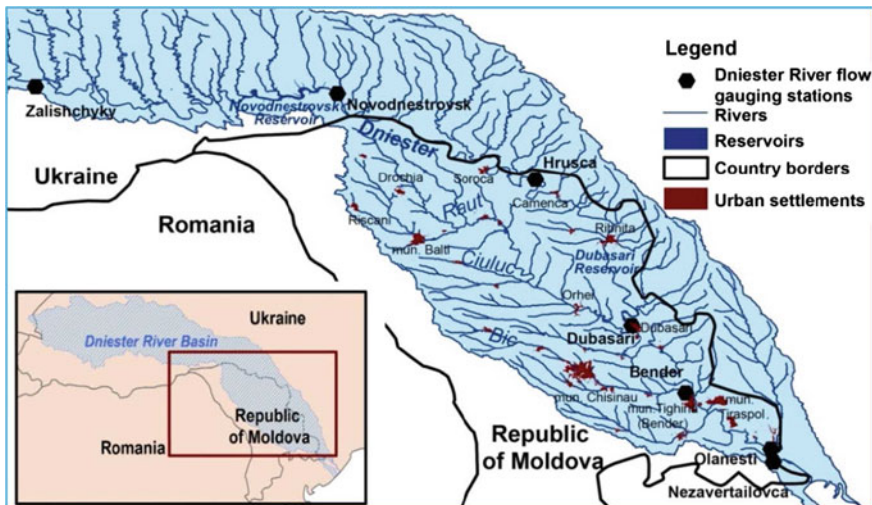 Legend
Dniester River flow
gauging stations
Rivers
Reservoirs
Country borders
Urban settlements
Zalishchyky
Novodnestrovsk
Reservoir
Novodnestrovsk
Dniester
Hrusca
Ukraine
Romania
Drochia
Soroca
Camenca
Riscani
Raut
Ribnita
mun. Balti
Dubasari
Reservoir
Ciuluc
Orhei
Bic
Dubasari
Dubasari
Bender
mun. Chisinau
mun. Tighina
(Bender)
mun.
Tiraspol
Republic
of Moldova
Olanesti
Nezavertailovca
Ukraine
Dniester River Basin
Republic
of Moldova
Romania